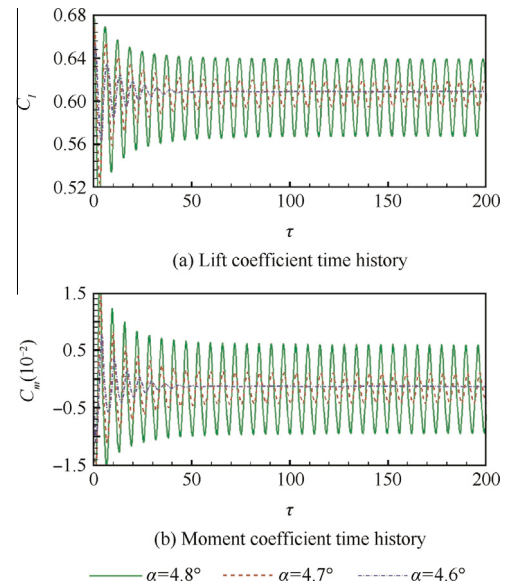 0.68
0.64
0.60
0.56
0.52
C_l
0 50 100 150 200
τ
(a) Lift coefficient time history
1.5
0.5
−0.5
−1.5
C_m (10⁻²)
0 50 100 150 200
τ
(b) Moment coefficient time history
α=4.8° α=4.7° α=4.6°